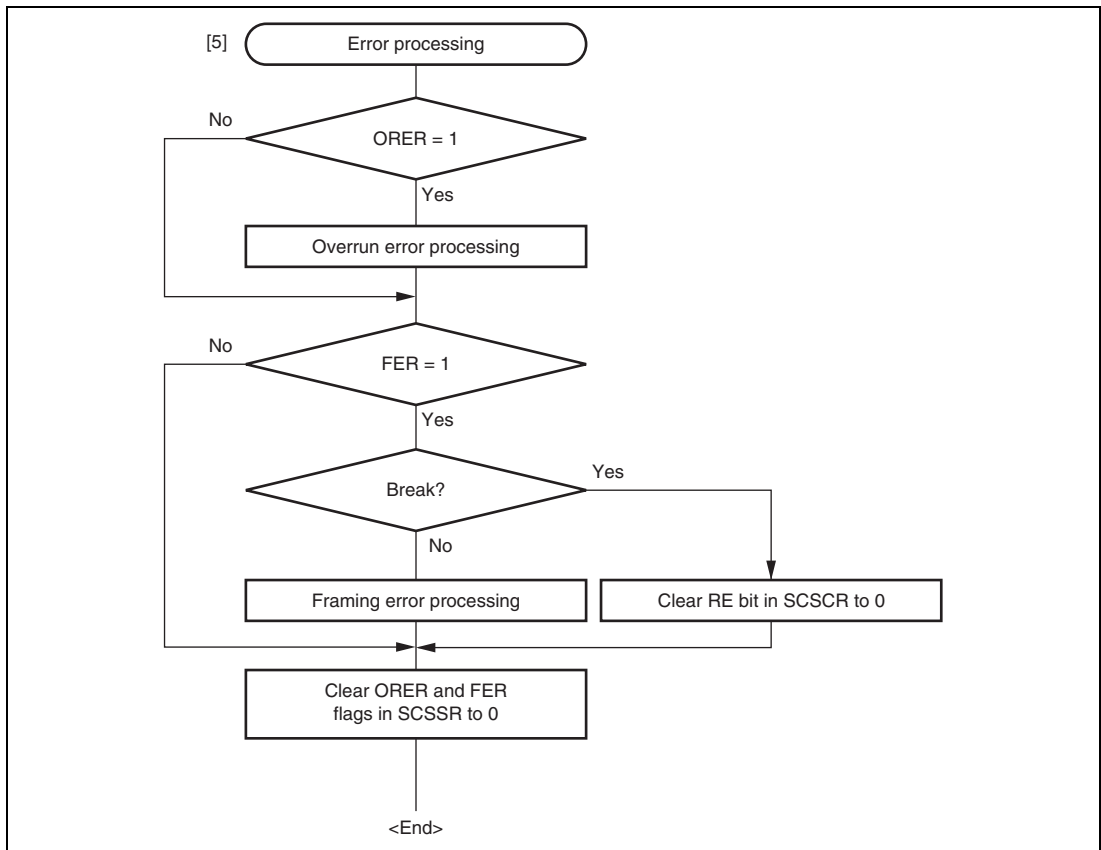 [5]
Error processing
No
ORER = 1
Yes
Overrun error processing
No
FER = 1
Yes
Break?
Yes
No
Framing error processing
Clear RE bit in SCSCR to 0
Clear ORER and FER
flags in SCSSR to 0
<End>